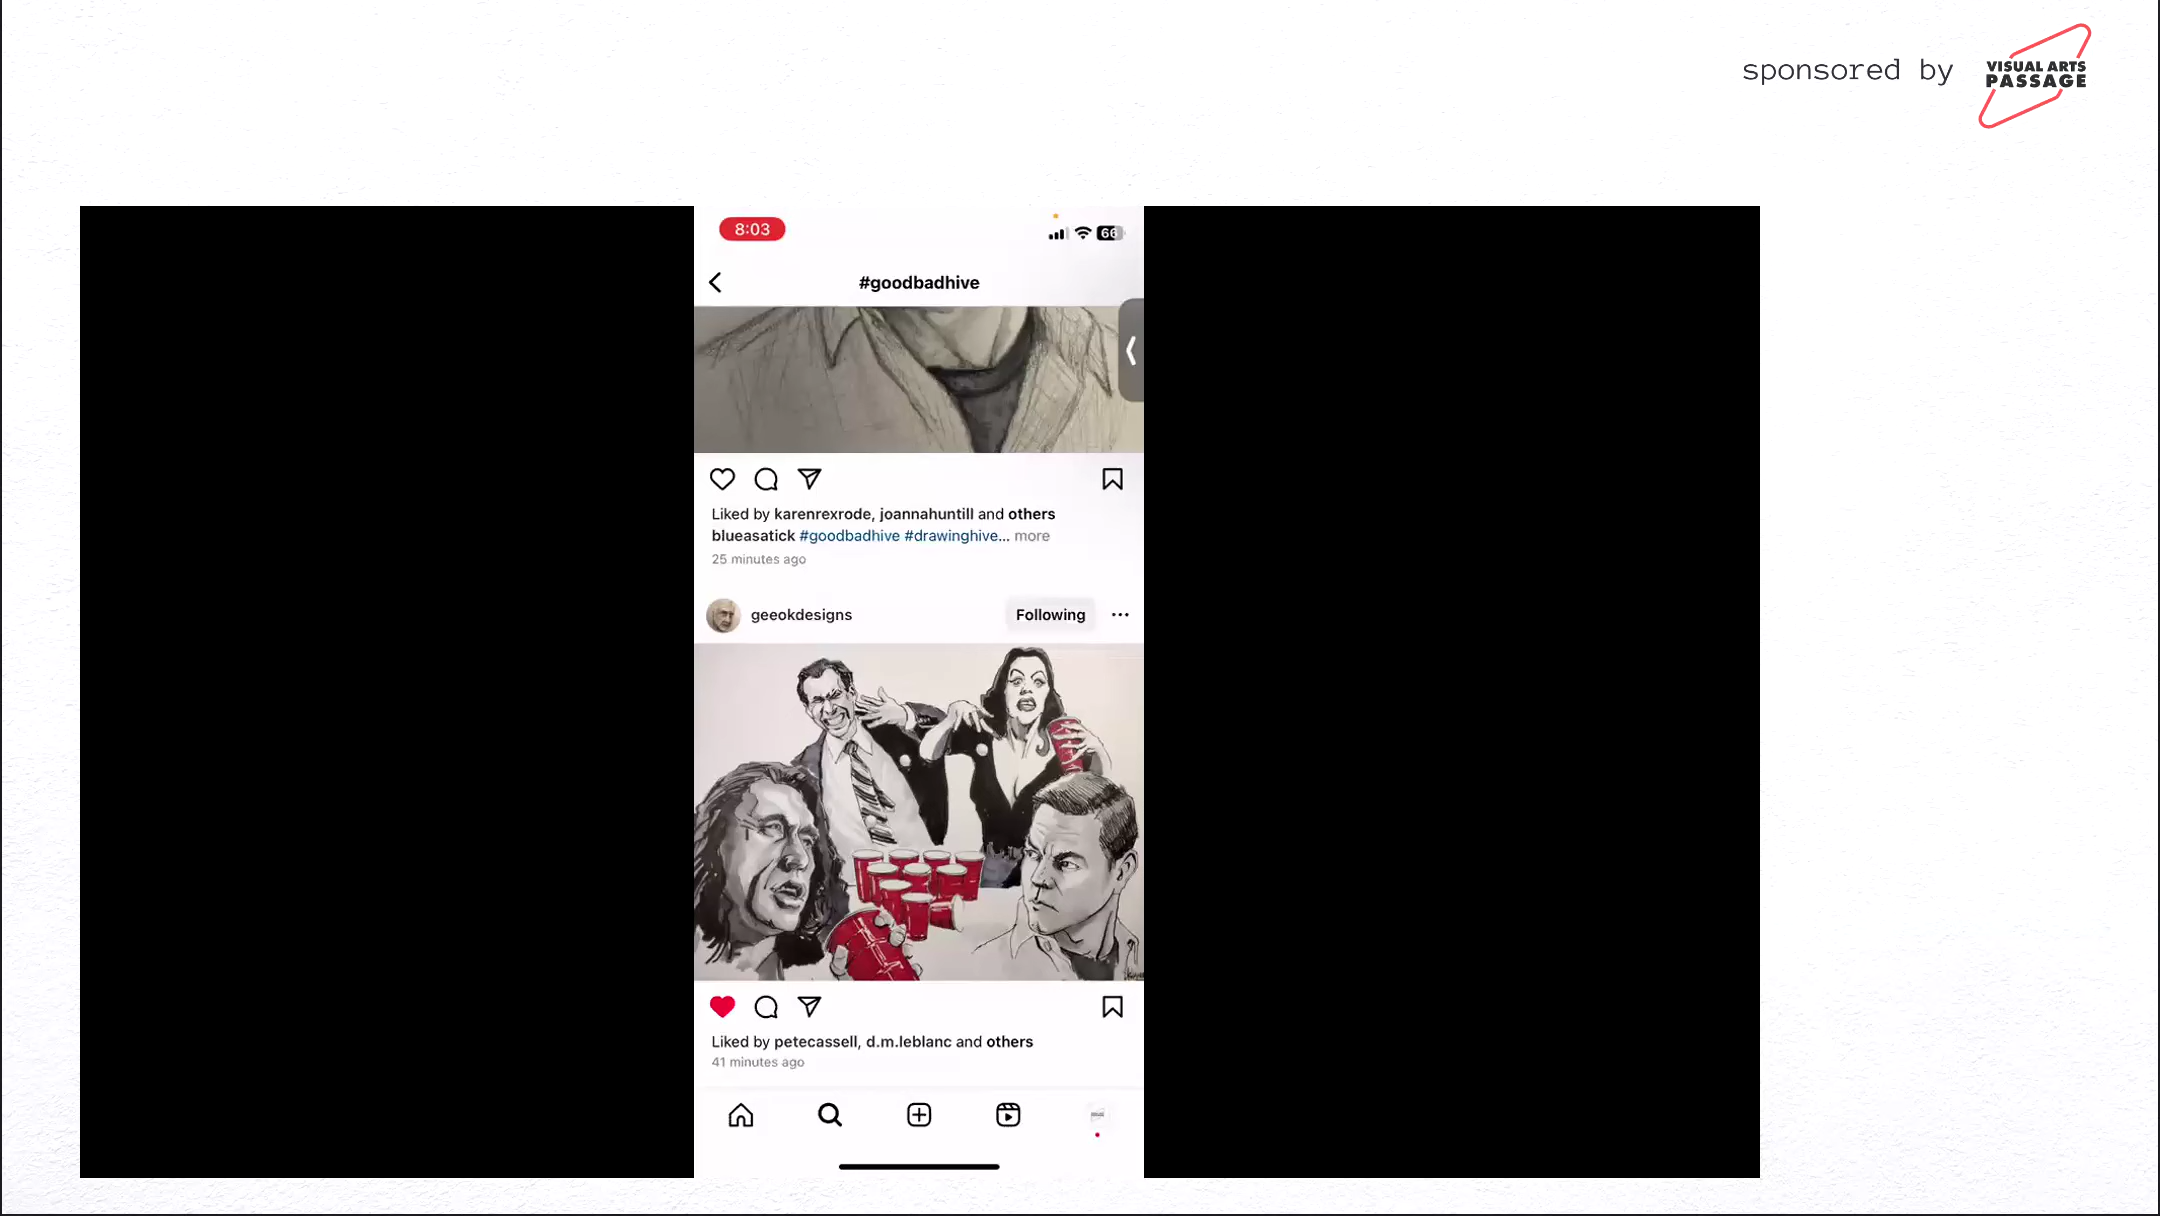 sponsored by
VISUAL ARTS
PASSAGE
8:03
66
#goodbadhive
Liked by karenrexrode, joannahuntill and others
blueasatick #goodbadhive #drawinghive... more
25 minutes ago
geeokdesigns
Following
Liked by petecassell, d.m.leblanc and others
41 minutes ago